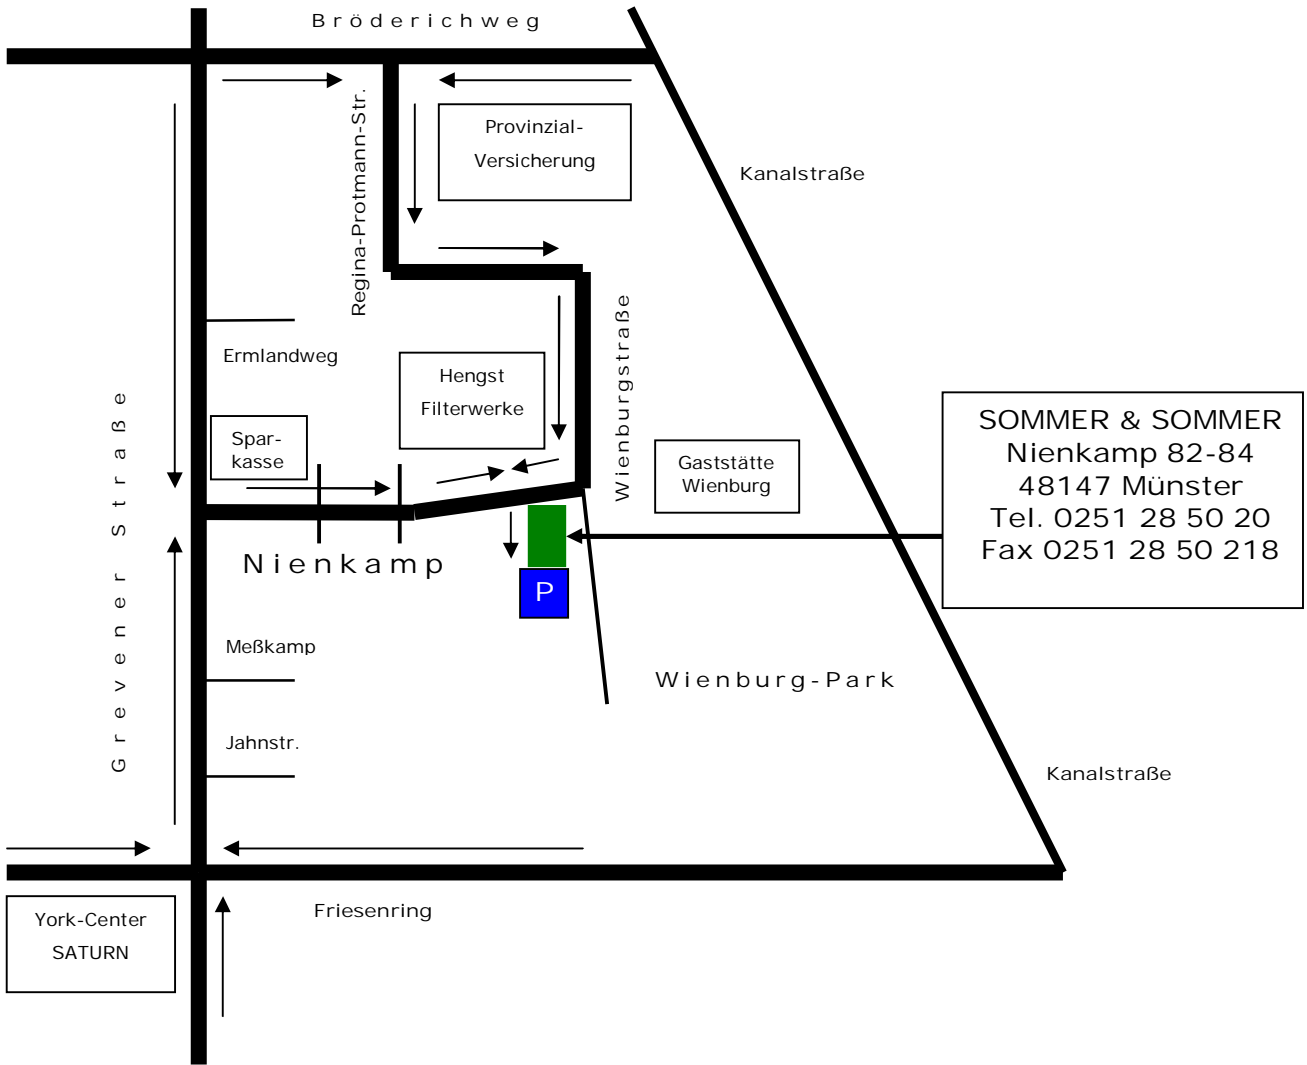 Bröderichweg
Regina-Protmann-Str.
Provinzial-
Versicherung
Kanalstraße
Ermlandweg
Hengst
Filterwerke
Wienburgstraße
Grevener Straße
Spar-
kasse
Gaststätte
Wienburg
SOMMER & SOMMER
Nienkamp 82-84
48147 Münster
Tel. 0251 28 50 20
Fax 0251 28 50 218
Nienkamp
P
Meßkamp
Wienburg-Park
Jahnstr.
Kanalstraße
York-Center
SATURN
Friesenring